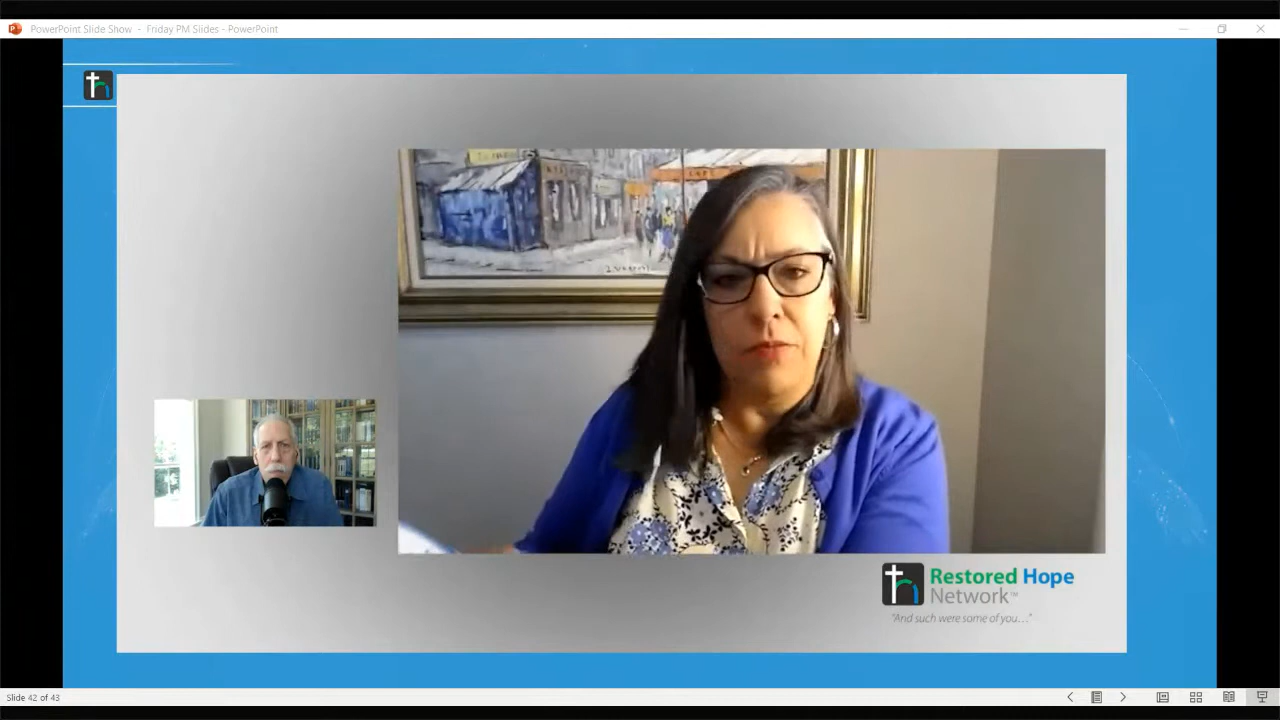 PowerPoint Slide Show - Friday PM Slides - PowerPoint
Restored Hope
Network™
"And such were some of you…"
Slide 42 of 43